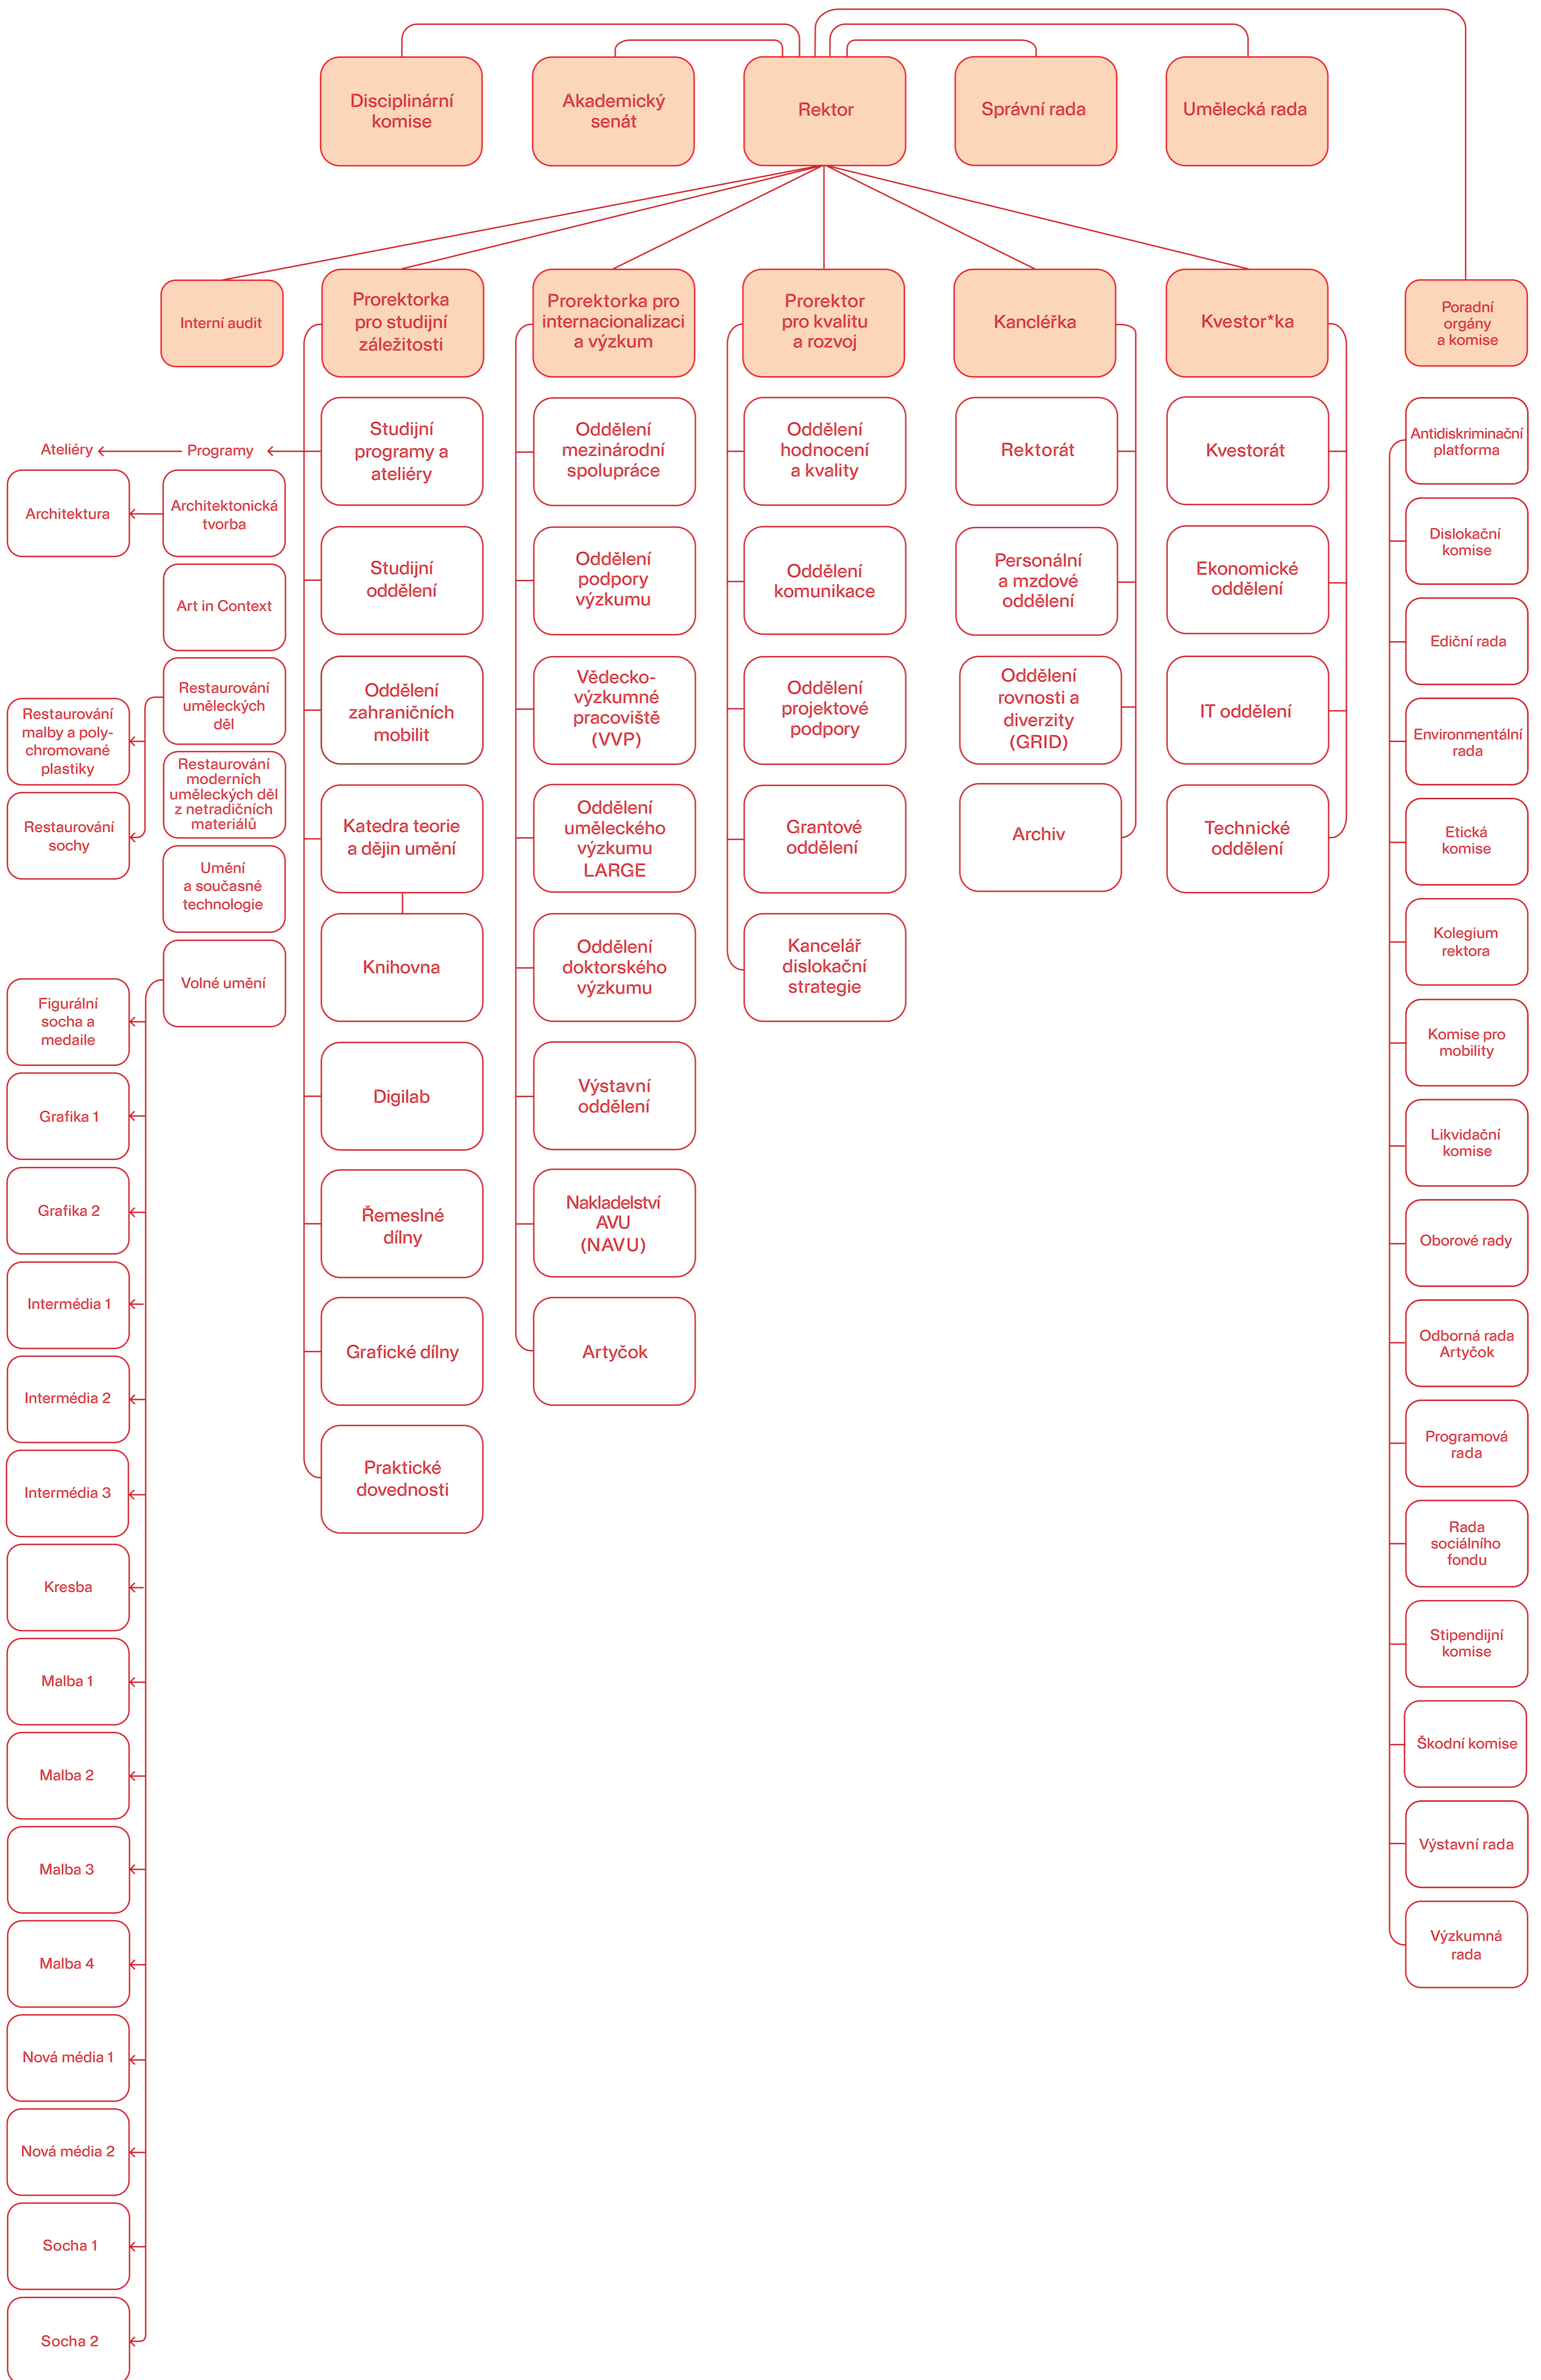 Disciplinární
komise
Akademický
senát
Rektor
Správní rada
Umělecká rada
Interní audit
Prorektorka
pro studijní
záležitosti
Prorektorka pro
internacionalizaci
a výzkum
Prorektor
pro kvalitu
a rozvoj
Kancléřka
Kvestor*ka
Poradní
orgány
a komise
Ateliéry
Programy
Architektura
Architektonická
tvorba
Art in Context
Restaurování
uměleckých
děl
Restaurování
malby a poly-
chromované
plastiky
Restaurování
sochy
Restaurování
moderních
uměleckých děl
z netradičních
materiálů
Umění
a současné
technologie
Volné umění
Figurální
socha a
medaile
Grafika 1
Grafika 2
Intermédia 1
Intermédia 2
Intermédia 3
Kresba
Malba 1
Malba 2
Malba 3
Malba 4
Nová média 1
Nová média 2
Socha 1
Socha 2
Studijní
programy a
ateliéry
Studijní
oddělení
Oddělení
zahraničních
mobilit
Katedra teorie
a dějin umění
Knihovna
Digilab
Řemeslné
dílny
Grafické dílny
Praktické
dovednosti
Oddělení
mezinárodní
spolupráce
Oddělení
podpory
výzkumu
Vědecko-
výzkumné
pracoviště
(VVP)
Oddělení
uměleckého
výzkumu
LARGE
Oddělení
doktorského
výzkumu
Výstavní
oddělení
Nakladelství
AVU
(NAVU)
Artyčok
Oddělení
hodnocení
a kvality
Oddělení
komunikace
Oddělení
projektové
podpory
Grantové
oddělení
Kancelář
dislokační
strategie
Rektorát
Personální
a mzdové
oddělení
Oddělení
rovnosti a
diverzity
(GRID)
Archiv
Kvestorát
Ekonomické
oddělení
IT oddělení
Technické
oddělení
Antidiskriminační
platforma
Dislokační
komise
Ediční rada
Environmentální
rada
Etická
komise
Kolegium
rektora
Komise pro
mobility
Likvidační
komise
Oborové rady
Odborná rada
Artyčok
Programová
rada
Rada
sociálního
fondu
Stipendijní
komise
Škodní komise
Výstavní rada
Výzkumná
rada